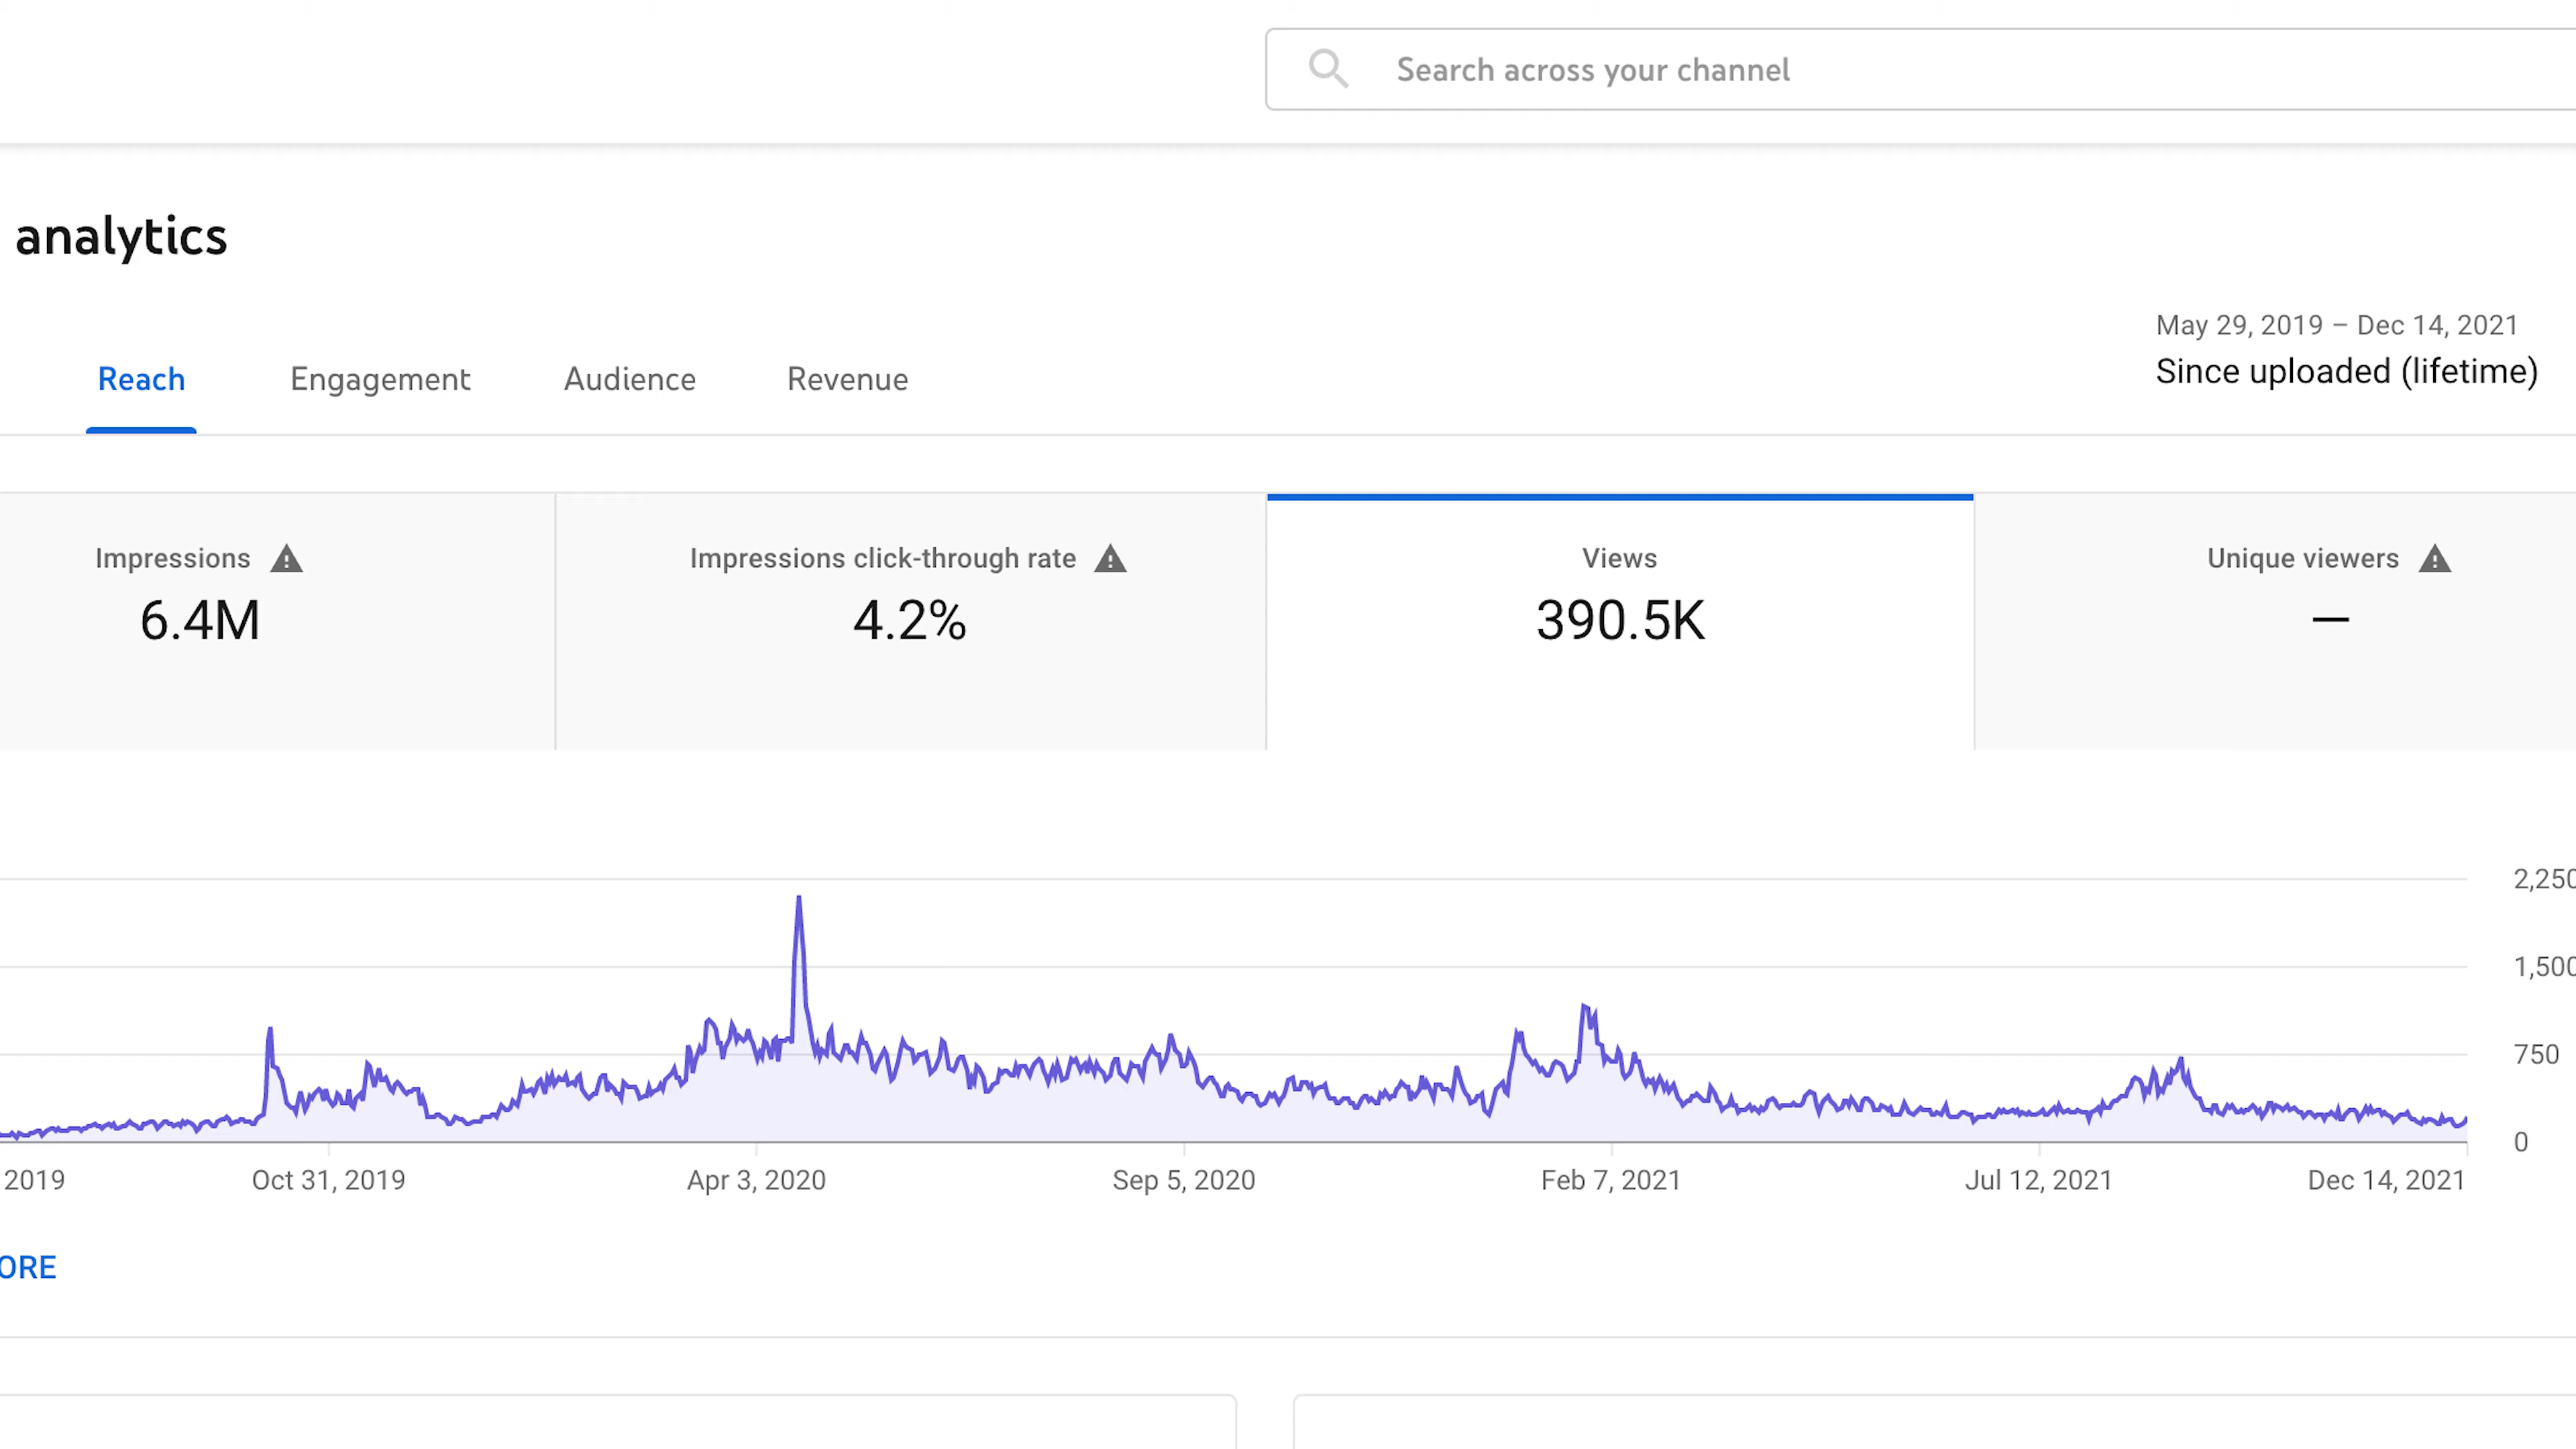 Search across your channel
analytics
May 29, 2019 – Dec 14, 2021
Since uploaded (lifetime)
Reach Engagement Audience Revenue
Impressions
6.4M
Impressions click-through rate
4.2%
Views
390.5K
Unique viewers
—
2,250
1,500
750
0
2019 Oct 31, 2019 Apr 3, 2020 Sep 5, 2020 Feb 7, 2021 Jul 12, 2021 Dec 14, 2021
ORE